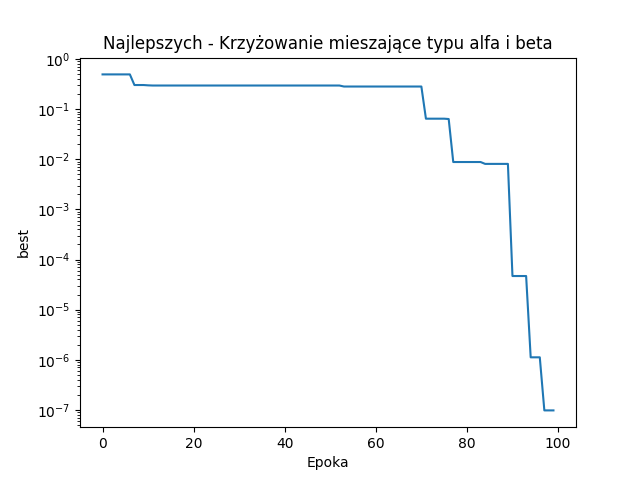 Najlepszych - Krzyżowanie mieszające typu alfa i beta
10⁰
10⁻¹
10⁻²
10⁻³
10⁻⁴
10⁻⁵
10⁻⁶
10⁻⁷
best
0 20 40 60 80 100
Epoka